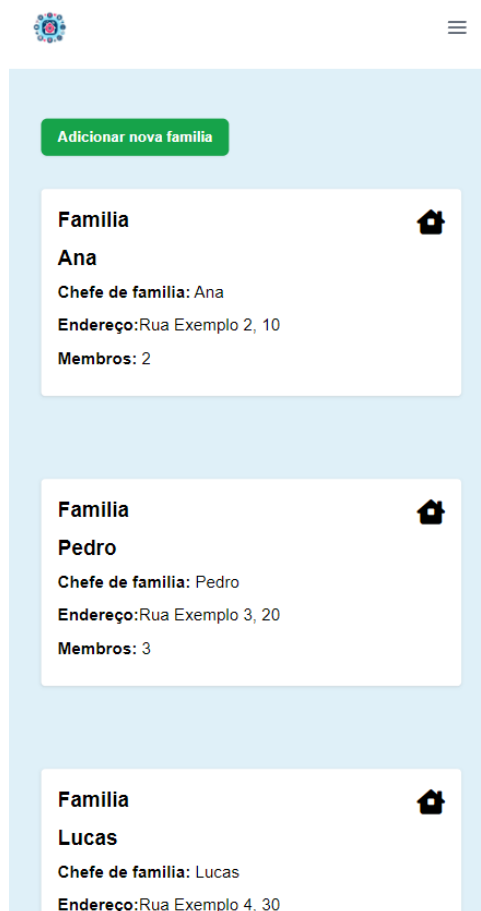 Adicionar nova familia
Familia
Ana
Chefe de familia: Ana
Endereço:Rua Exemplo 2, 10
Membros: 2
Familia
Pedro
Chefe de familia: Pedro
Endereço:Rua Exemplo 3, 20
Membros: 3
Familia
Lucas
Chefe de familia: Lucas
Endereço:Rua Exemplo 4, 30